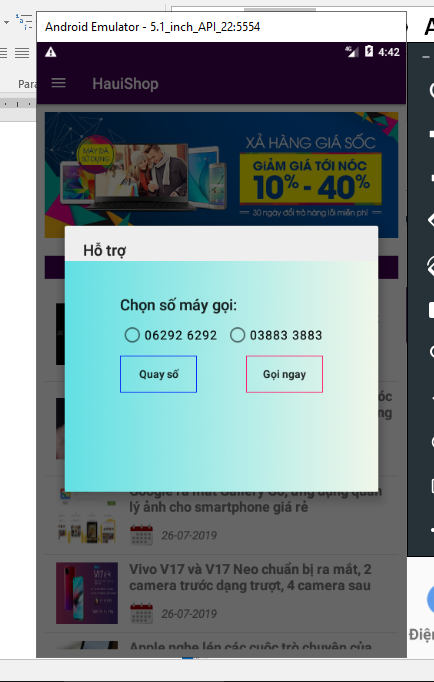 Android Emulator - 5.1_inch_API_22:5554
Para
4G
4:42
HauiShop
MÁY ĐÃ
SỬ DỤNG
XẢ HÀNG GIÁ SỐC
GIẢM GIÁ TỚI NÓC
10% - 40%
30 ngày đổi trả hàng lỗi miễn phí
Hỗ trợ
Chọn số máy gọi:
06292 6292
03883 3883
Quay số
Gọi ngay
Google ra mắt Gallery Go, ứng dụng quản
lý ảnh cho smartphone giá rẻ
26-07-2019
Vivo V17 và V17 Neo chuẩn bị ra mắt, 2
camera trước dạng trượt, 4 camera sau
26-07-2019
Apple nghe lén các cuộc trò chuyện của
Điện